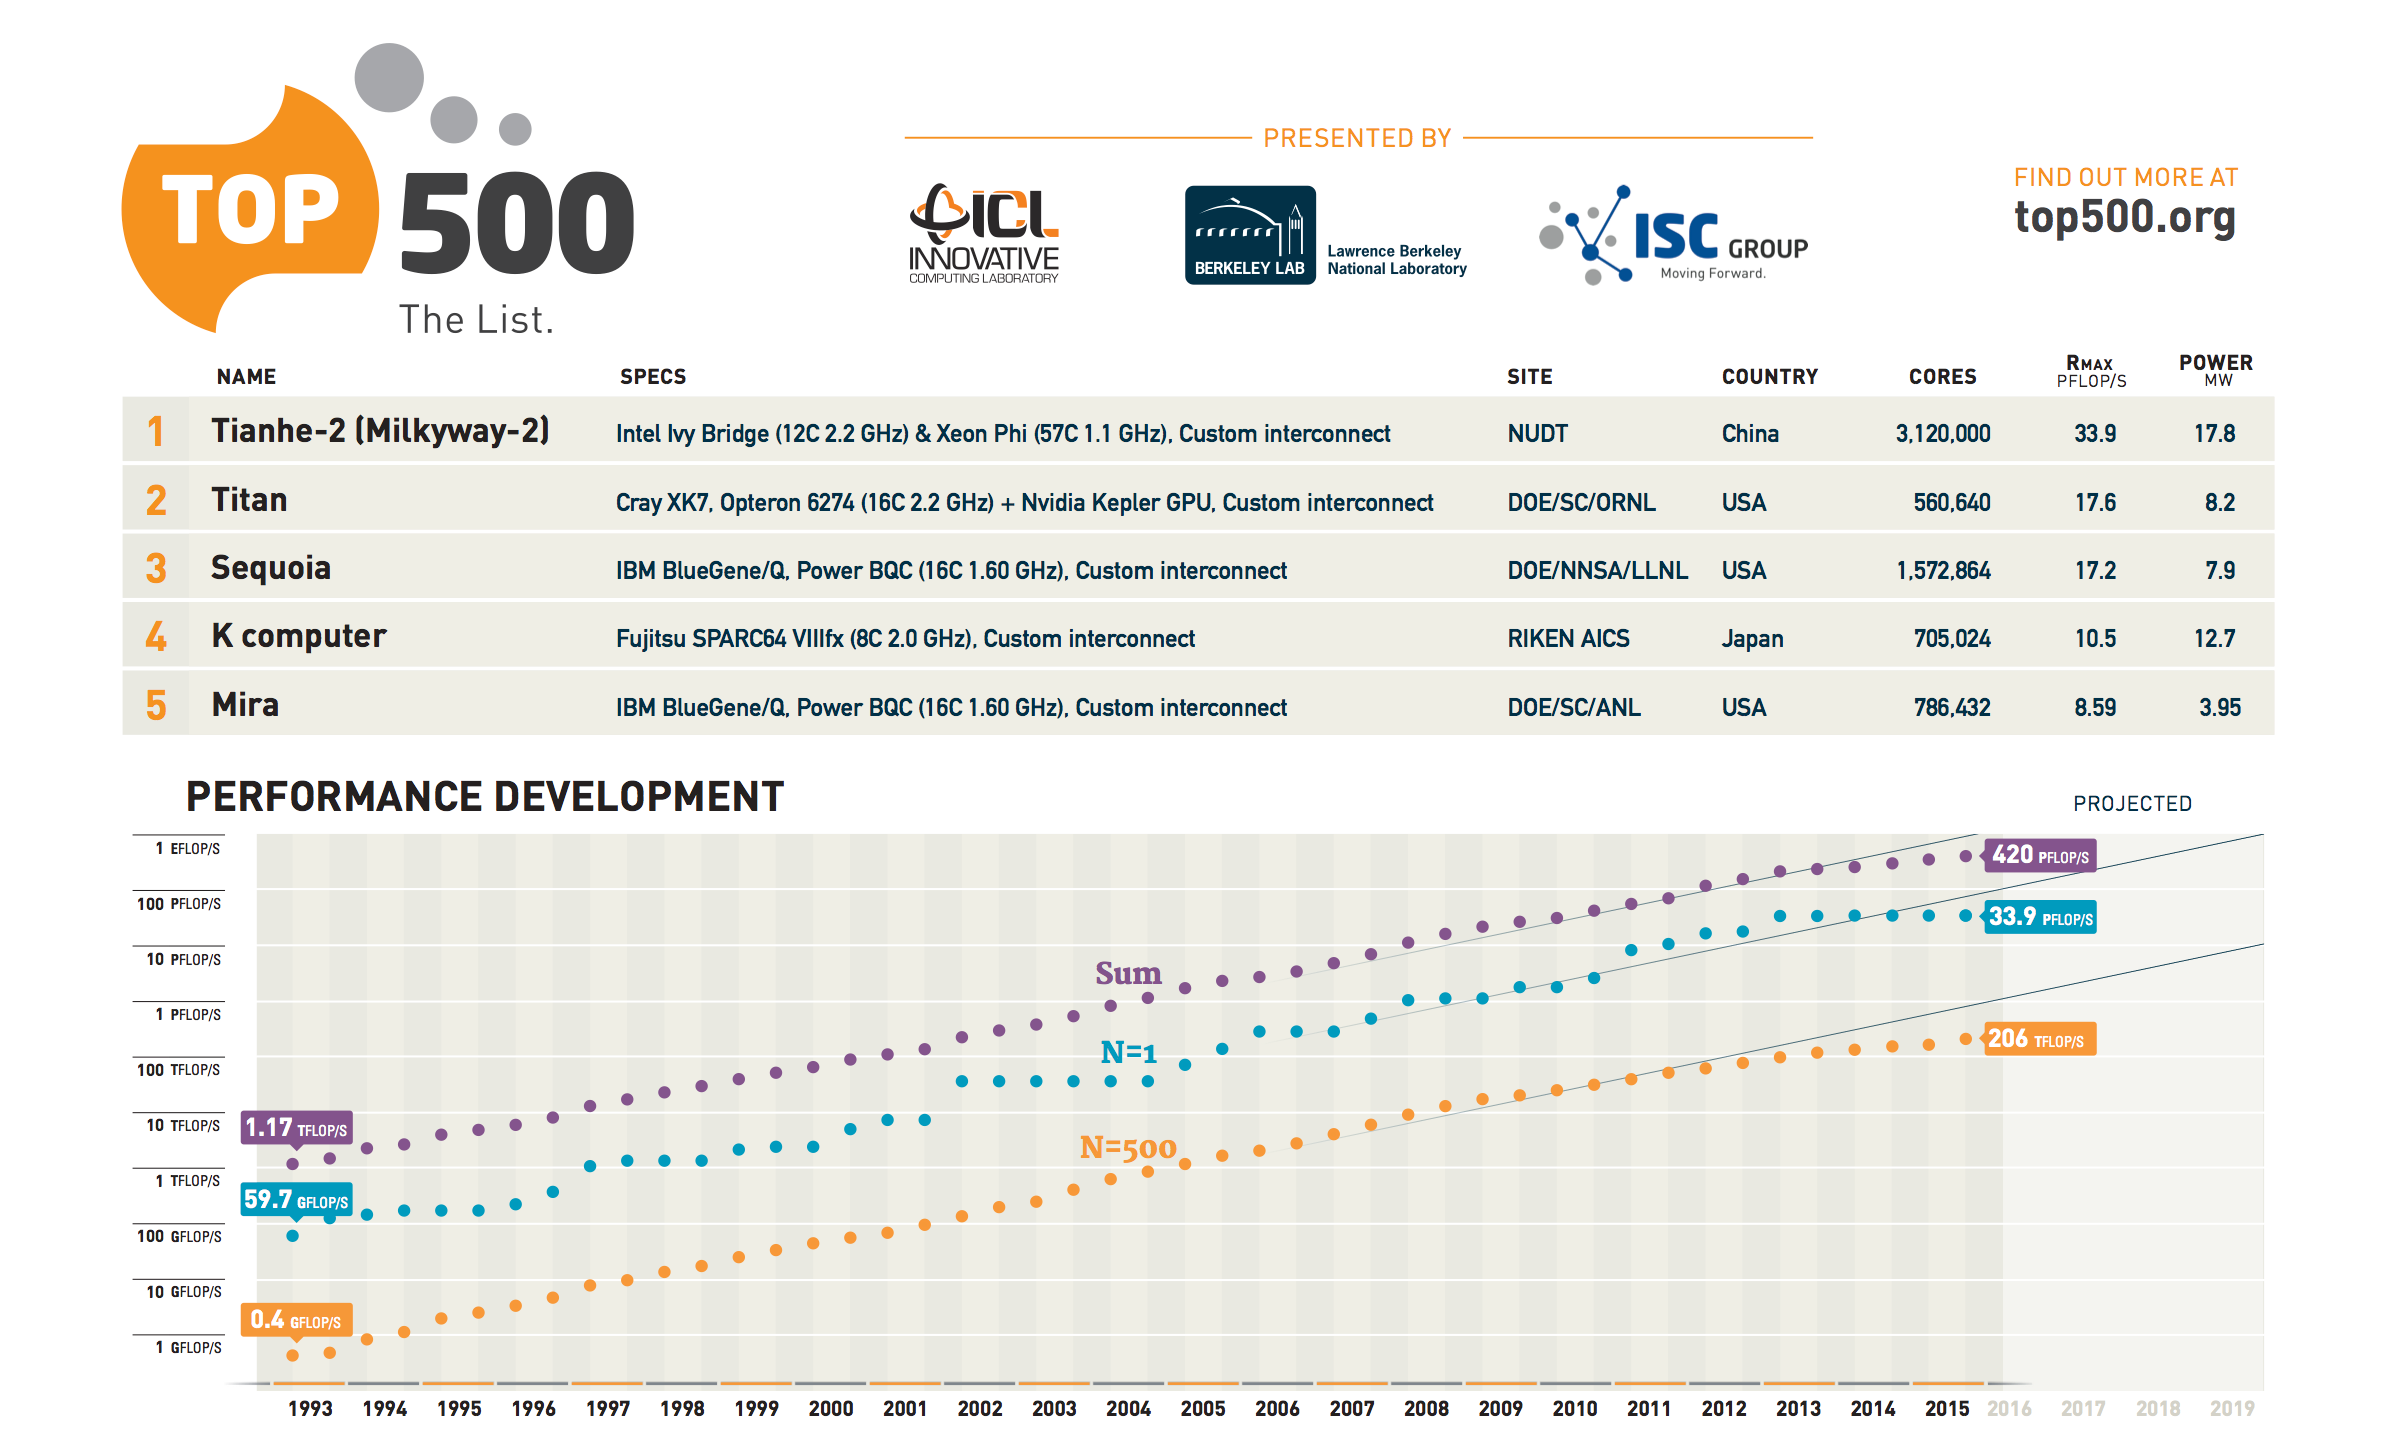 TOP
500
The List.
PRESENTED BY
ICL
INNOVATIVE
COMPUTING LABORATORY
BERKELEY LAB
Lawrence Berkeley
National Laboratory
ISC GROUP
Moving Forward.
FIND OUT MORE AT
top500.org
NAME SPECS SITE COUNTRY CORES RMAX PFLOP/S POWER MW
1 Tianhe-2 (Milkyway-2) Intel Ivy Bridge (12C 2.2 GHz) & Xeon Phi (57C 1.1 GHz), Custom interconnect NUDT China 3,120,000 33.9 17.8
2 Titan Cray XK7, Opteron 6274 (16C 2.2 GHz) + Nvidia Kepler GPU, Custom interconnect DOE/SC/ORNL USA 560,640 17.6 8.2
3 Sequoia IBM BlueGene/Q, Power BQC (16C 1.60 GHz), Custom interconnect DOE/NNSA/LLNL USA 1,572,864 17.2 7.9
4 K computer Fujitsu SPARC64 VIIIfx (8C 2.0 GHz), Custom interconnect RIKEN AICS Japan 705,024 10.5 12.7
5 Mira IBM BlueGene/Q, Power BQC (16C 1.60 GHz), Custom interconnect DOE/SC/ANL USA 786,432 8.59 3.95
PERFORMANCE DEVELOPMENT
PROJECTED
1 EFLOP/S
420 PFLOP/S
100 PFLOP/S
33.9 PFLOP/S
10 PFLOP/S
Sum
1 PFLOP/S
206 TFLOP/S
N=1
100 TFLOP/S
10 TFLOP/S
1.17 TFLOP/S
N=500
1 TFLOP/S
59.7 GFLOP/S
100 GFLOP/S
10 GFLOP/S
0.4 GFLOP/S
1 GFLOP/S
1993 1994 1995 1996 1997 1998 1999 2000 2001 2002 2003 2004 2005 2006 2007 2008 2009 2010 2011 2012 2013 2014 2015 2016 2017 2018 2019